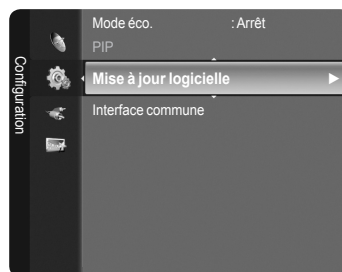 Configuration
Mode éco. : Arrêt
PIP
Mise à jour logicielle
Interface commune